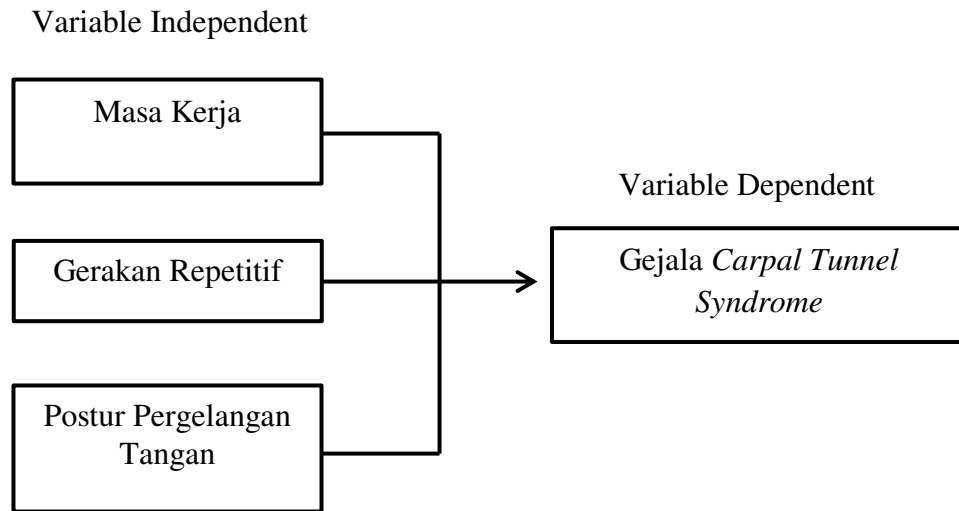 Variable Independent
Masa Kerja
Gerakan Repetitif
Postur Pergelangan
Tangan
Variable Dependent
Gejala Carpal Tunnel
Syndrome